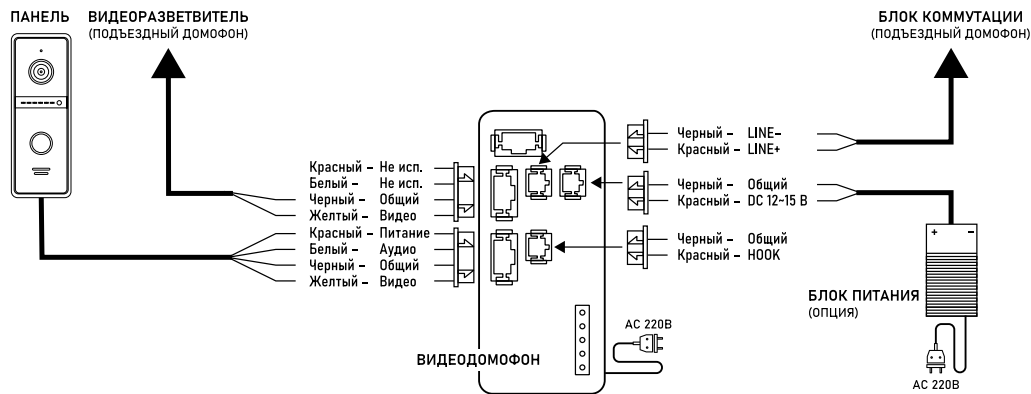 ПАНЕЛЬ
ВИДЕОРАЗВЕТВИТЕЛЬ
(ПОДЪЕЗДНЫЙ ДОМОФОН)
БЛОК КОММУТАЦИИ
(ПОДЪЕЗДНЫЙ ДОМОФОН)
Красный – Не исп.
Белый – Не исп.
Черный – Общий
Желтый – Видео
Красный – Питание
Белый – Аудио
Черный – Общий
Желтый – Видео
Черный – LINE–
Красный – LINE+
Черный – Общий
Красный – DC 12~15 В
Черный – Общий
Красный – HOOK
ВИДЕОДОМОФОН
AC 220В
+ –
БЛОК ПИТАНИЯ
(ОПЦИЯ)
AC 220В